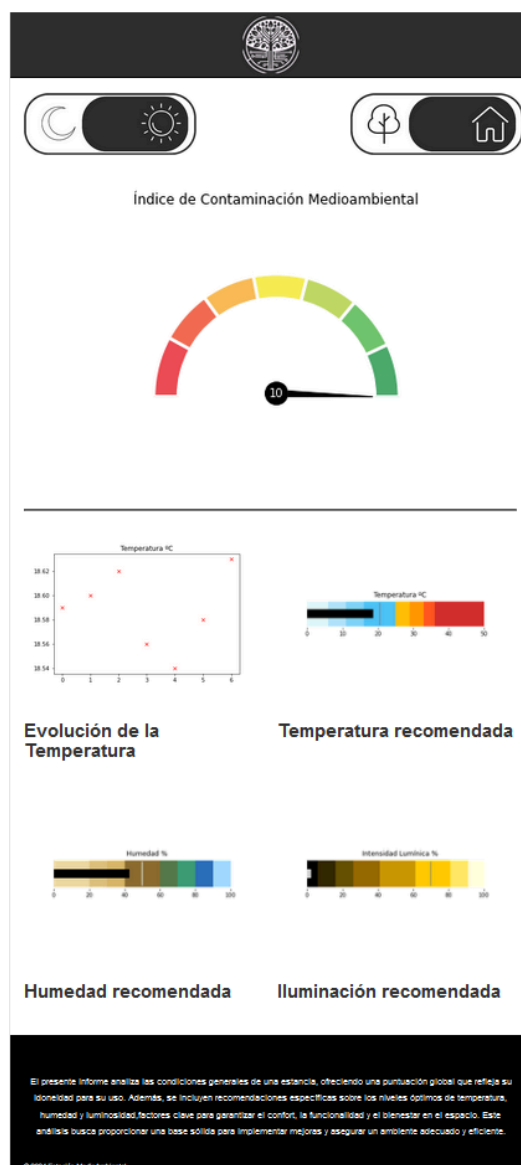 Índice de Contaminación Medioambiental
10
Temperatura ºC
18.62
18.60
18.58
18.56
18.54
0 1 2 3 4 5 6
Temperatura ºC
0 10 20 30 40 50
Evolución de la
Temperatura
Temperatura recomendada
Humedad %
0 20 40 60 80 100
Intensidad Lumínica %
0 20 40 60 80 100
Humedad recomendada
Iluminación recomendada
El presente informe analiza las condiciones generales de una estancia, ofreciendo una puntuación global que refleja su
idoneidad para su uso. Además, se incluyen recomendaciones específicas sobre los niveles óptimos de temperatura,
humedad y luminosidad,factores clave para garantizar el confort, la funcionalidad y el bienestar en el espacio. Este
análisis busca proporcionar una base sólida para implementar mejoras y asegurar un ambiente adecuado y eficiente.